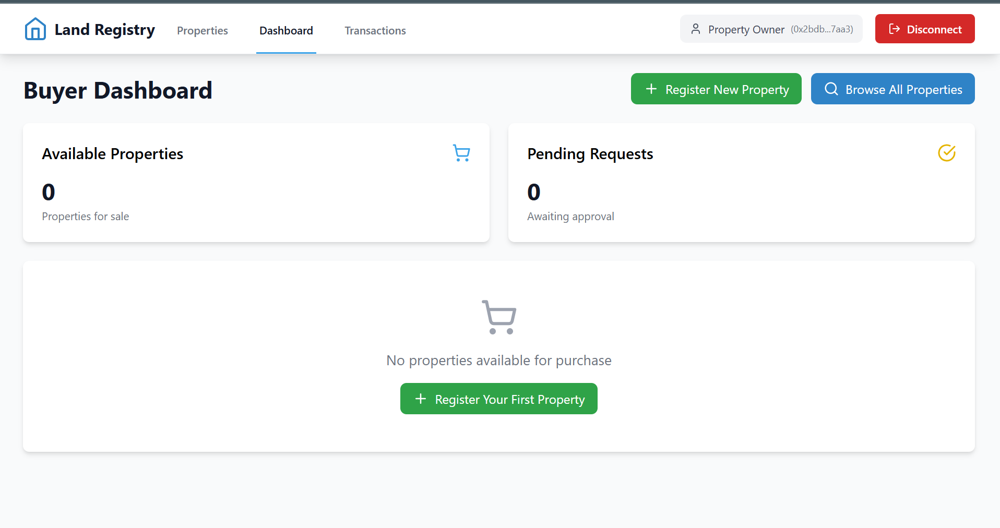 Land Registry
Properties
Dashboard
Transactions
Property Owner (0x2bdb...7aa3)
Disconnect
Buyer Dashboard
Register New Property
Browse All Properties
Available Properties
0
Properties for sale
Pending Requests
0
Awaiting approval
No properties available for purchase
Register Your First Property